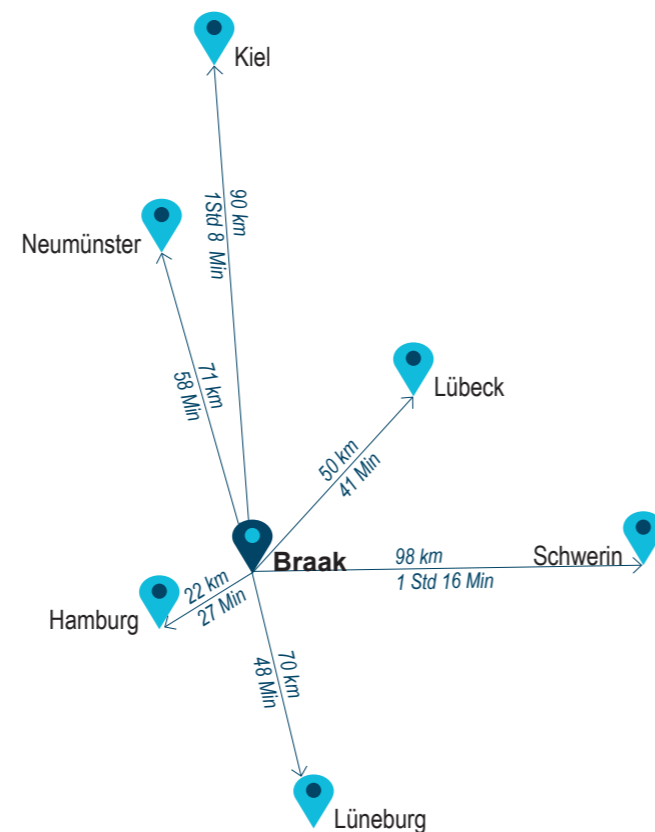 Kiel
90 km
1Std 8 Min
Neumünster
71 km
58 Min
Lübeck
50 km
41 Min
Braak
98 km
1 Std 16 Min
Schwerin
22 km
27 Min
Hamburg
70 km
48 Min
Lüneburg